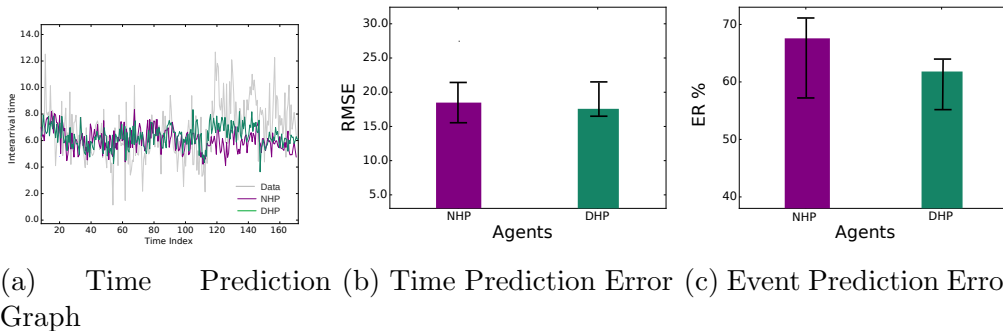 14.0
12.0
10.0
8.0
6.0
4.0
2.0
0.0
Interarrival time
20 40 60 80 100 120 140 160
Time Index
Data
NHP
DHP
30.0
25.0
20.0
15.0
10.0
5.0
RMSE
NHP DHP
Agents
70
60
50
40
ER %
NHP DHP
Agents
(a) Time Prediction
Graph
(b) Time Prediction Error
(c) Event Prediction Erro